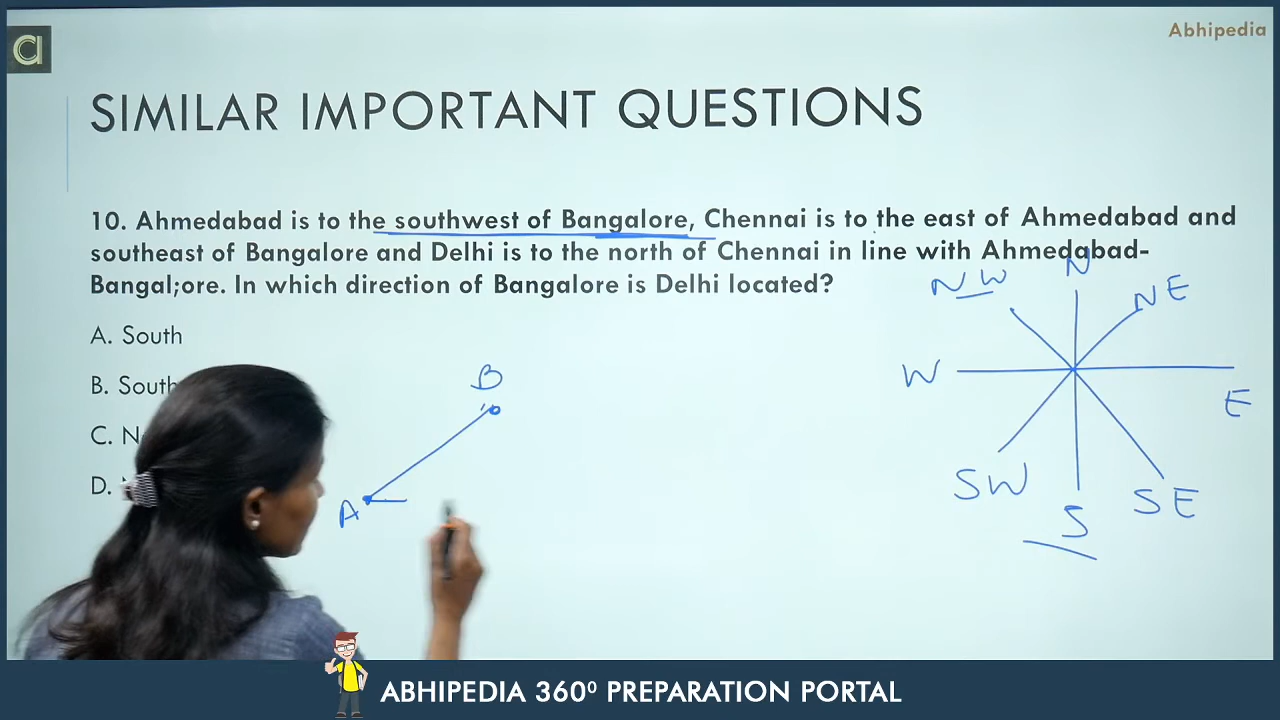 Abhipedia
a
SIMILAR IMPORTANT QUESTIONS
10. Ahmedabad is to the southwest of Bangalore, Chennai is to the east of Ahmedabad and
southeast of Bangalore and Delhi is to the north of Chennai in line with Ahmedabad-
Bangal;ore. In which direction of Bangalore is Delhi located?
N
NW
NE
A. South
B
W
B. South
E
C. N
D.
SW
SE
A
S
ABHIPEDIA 360⁰ PREPARATION PORTAL